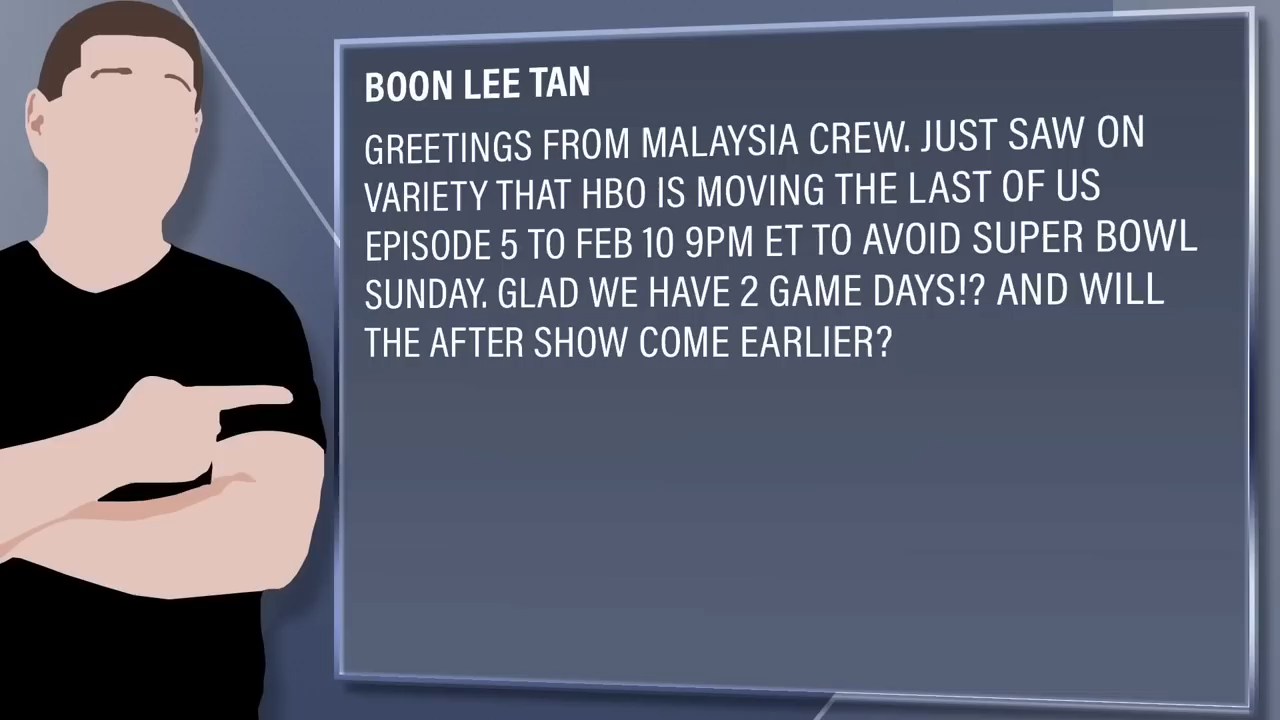 BOON LEE TAN
GREETINGS FROM MALAYSIA CREW. JUST SAW ON
VARIETY THAT HBO IS MOVING THE LAST OF US
EPISODE 5 TO FEB 10 9PM ET TO AVOID SUPER BOWL
SUNDAY. GLAD WE HAVE 2 GAME DAYS!? AND WILL
THE AFTER SHOW COME EARLIER?